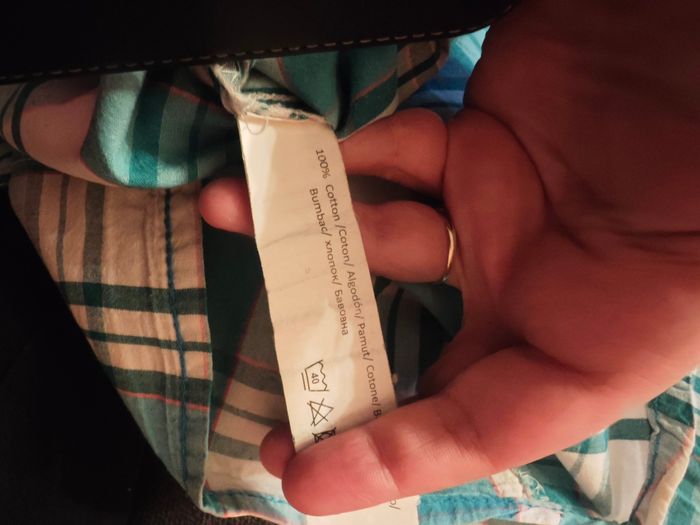 100% Cotton /Coton/ Algodón/ Pamut/ Cotone/
Bumbac/ хлопок/ Бавовна
40